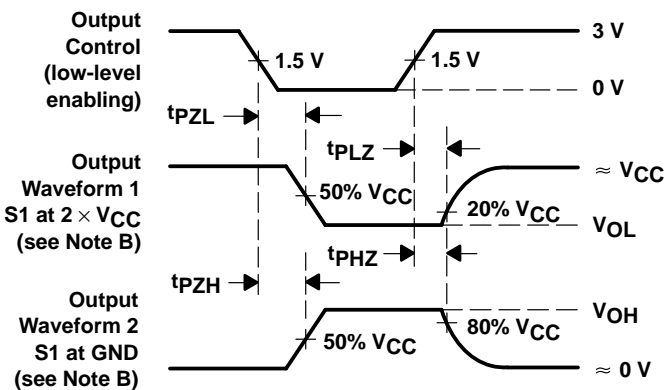 Output
Control
(low-level
enabling)
1.5 V
1.5 V
3 V
0 V
tPZL
tPLZ
Output
Waveform 1
S1 at 2 × VCC
(see Note B)
50% VCC
20% VCC
≈ VCC
VOL
tPZH
tPHZ
Output
Waveform 2
S1 at GND
(see Note B)
50% VCC
80% VCC
VOH
≈ 0 V